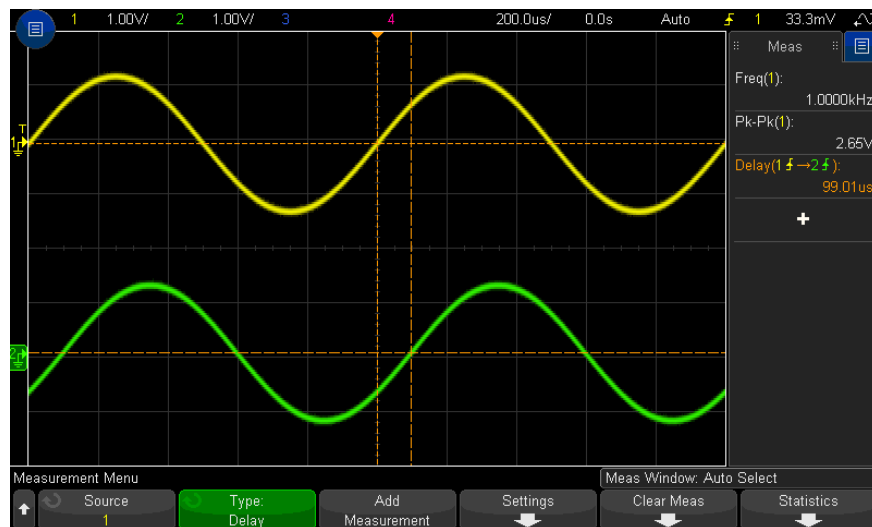 1 1.00V/ 2 1.00V/ 3 4 200.0us/ 0.0s Auto 1 33.3mV
Meas
Freq(1):
1.0000kHz
Pk-Pk(1):
2.65V
Delay(1→2):
99.01us
+
T
1
2
Measurement Menu
Meas Window: Auto Select
Source
1
Type:
Delay
Add
Measurement
Settings
Clear Meas
Statistics